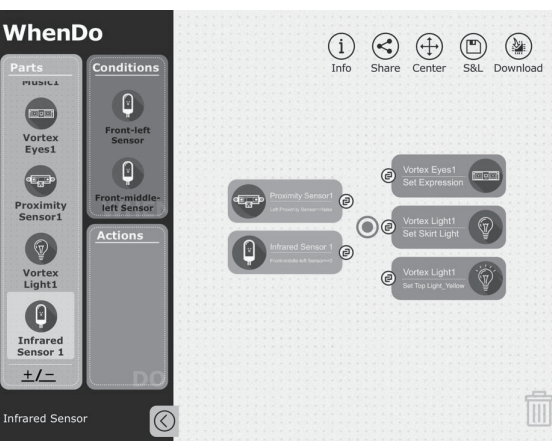 WhenDo
Parts
Music1
Vortex
Eyes1
Proximity
Sensor1
Vortex
Light1
Infrared
Sensor 1
+/−
Conditions
Front-left
Sensor
Front-middle-
left Sensor
Actions
DO
Infrared Sensor
Info
Share
Center
S&L
Download
Proximity Sensor1
Infrared Sensor 1
Vortex Eyes1
Set Expression
Vortex Light1
Set Skirt Light
Vortex Light1
Set Top Light_Yellow